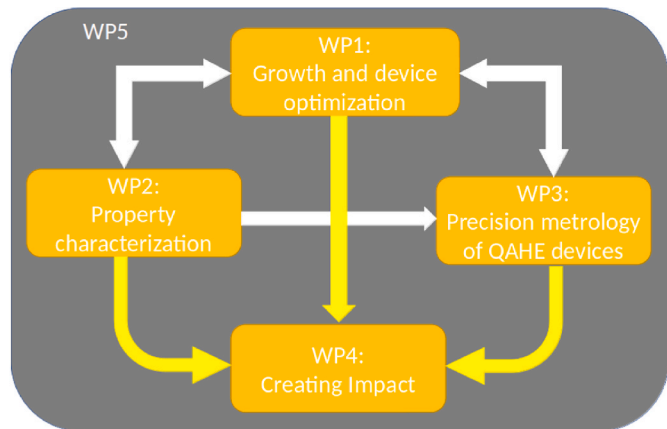 WP5
WP1:
Growth and device
optimization
WP2:
Property
characterization
WP3:
Precision metrology
of QAHE devices
WP4:
Creating Impact